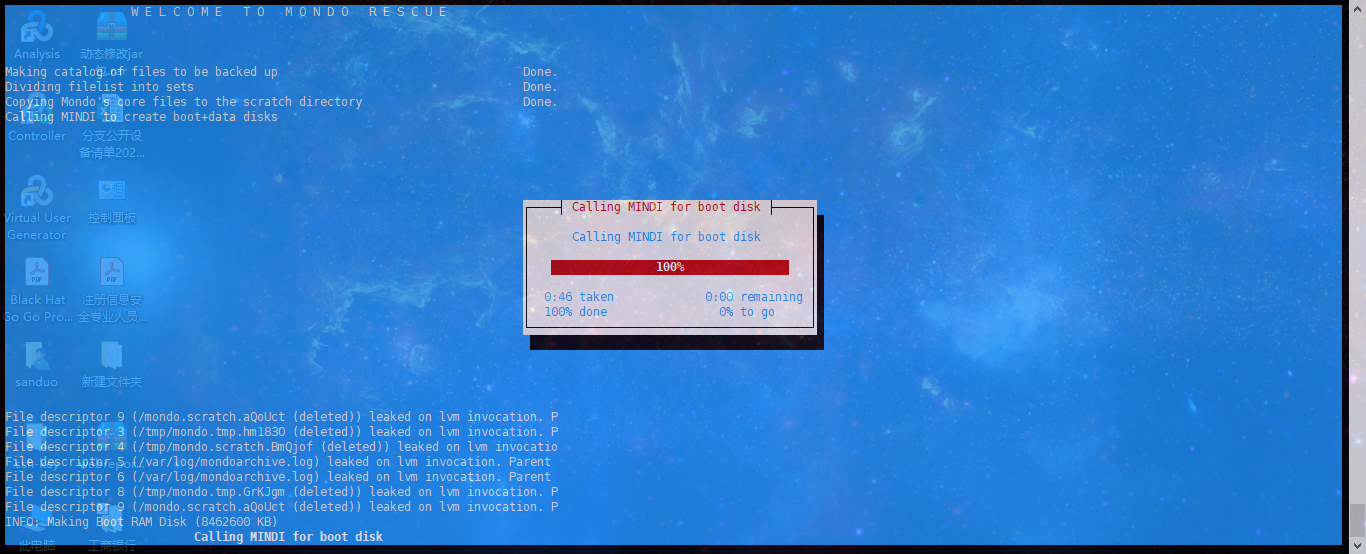 WELCOME TO MONDO RESCUE
Analysis
动态修改jar
Making catalog of files to be backed up Done.
Dividing filelist into sets Done.
Copying Mondo's core files to the scratch directory Done.
Calling MINDI to create boot+data disks
Controller
分支公开设
备清单202...
Virtual User
Generator
控制面板
Calling MINDI for boot disk
Calling MINDI for boot disk
100%
0:46 taken 0:00 remaining
100% done 0% to go
Black Hat
Go Go Pro...
注册信息安
全专业人员...
sanduo
新建文件夹
File descriptor 9 (/mondo.scratch.aQoUct (deleted)) leaked on lvm invocation. P
File descriptor 3 (/tmp/mondo.tmp.hm183O (deleted)) leaked on lvm invocation. P
File descriptor 4 (/tmp/mondo.scratch.BmQjof (deleted)) leaked on lvm invocatio
File descriptor 5 (/var/log/mondoarchive.log) leaked on lvm invocation. Parent
File descriptor 6 (/var/log/mondoarchive.log) leaked on lvm invocation. Parent
File descriptor 8 (/tmp/mondo.tmp.GrKJgm (deleted)) leaked on lvm invocation. P
File descriptor 9 (/mondo.scratch.aQoUct (deleted)) leaked on lvm invocation. P
INFO: Making Boot RAM Disk (8462600 KB)
Calling MINDI for boot disk
此电脑
工商银行